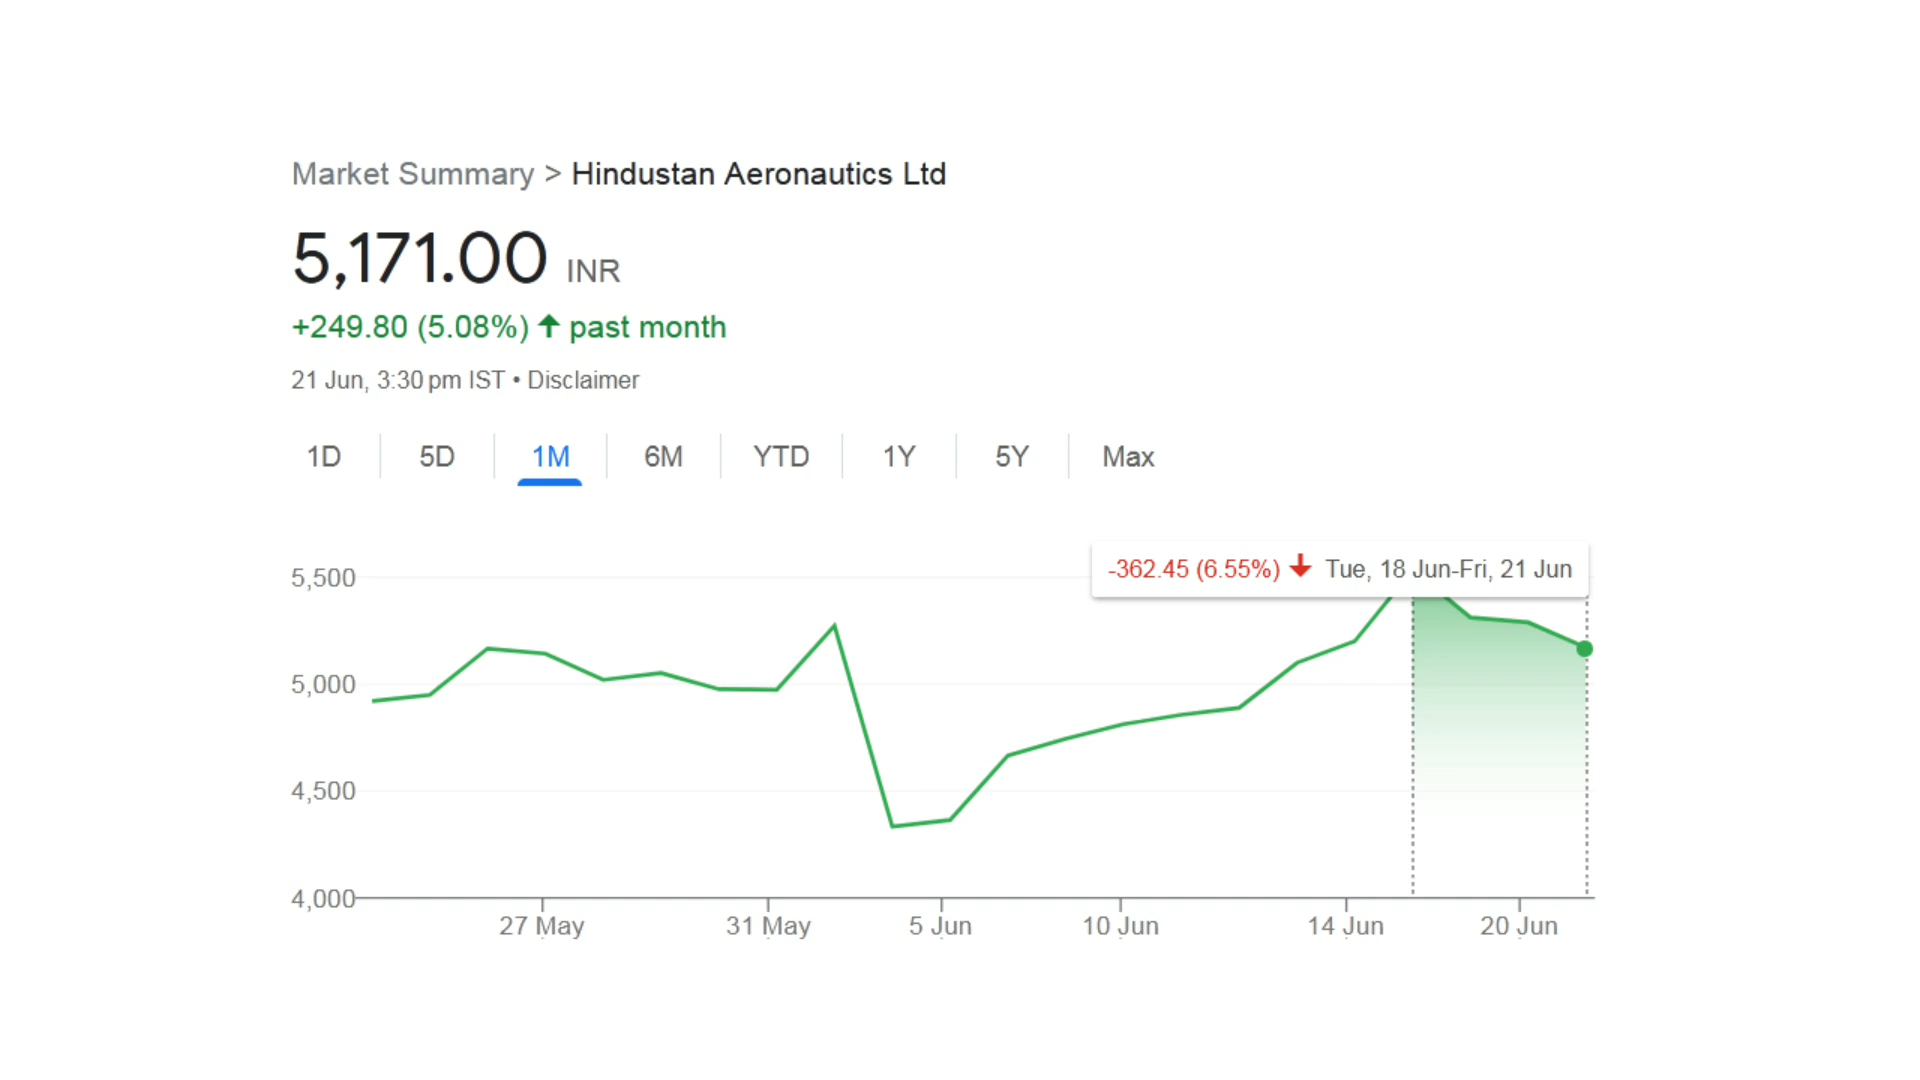 Market Summary > Hindustan Aeronautics Ltd
5,171.00 INR
+249.80 (5.08%) ↑ past month
21 Jun, 3:30 pm IST • Disclaimer
1D 5D 1M 6M YTD 1Y 5Y Max
-362.45 (6.55%) ↓ Tue, 18 Jun-Fri, 21 Jun
5,500
5,000
4,500
4,000
27 May 31 May 5 Jun 10 Jun 14 Jun 20 Jun